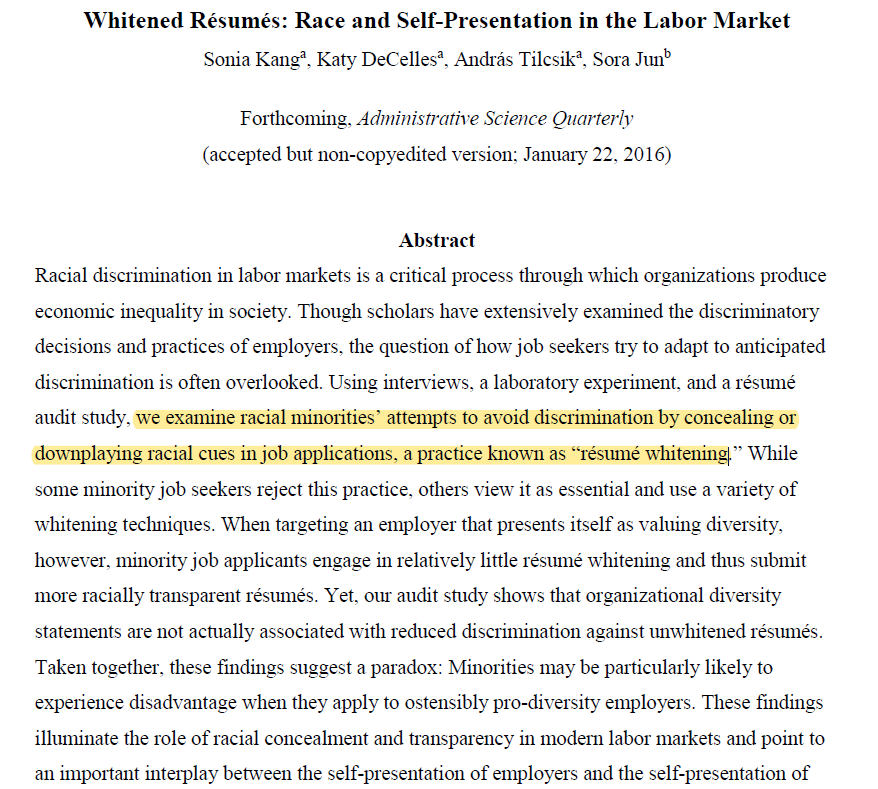 Whitened Résumés: Race and Self-Presentation in the Labor Market
Sonia Kangᵃ, Katy DeCellesᵃ, András Tilcsikᵃ, Sora Junᵇ
Forthcoming, Administrative Science Quarterly
(accepted but non-copyedited version; January 22, 2016)
Abstract
Racial discrimination in labor markets is a critical process through which organizations produce
economic inequality in society. Though scholars have extensively examined the discriminatory
decisions and practices of employers, the question of how job seekers try to adapt to anticipated
discrimination is often overlooked. Using interviews, a laboratory experiment, and a résumé
audit study, we examine racial minorities’ attempts to avoid discrimination by concealing or
downplaying racial cues in job applications, a practice known as “résumé whitening.” While
some minority job seekers reject this practice, others view it as essential and use a variety of
whitening techniques. When targeting an employer that presents itself as valuing diversity,
however, minority job applicants engage in relatively little résumé whitening and thus submit
more racially transparent résumés. Yet, our audit study shows that organizational diversity
statements are not actually associated with reduced discrimination against unwhitened résumés.
Taken together, these findings suggest a paradox: Minorities may be particularly likely to
experience disadvantage when they apply to ostensibly pro-diversity employers. These findings
illuminate the role of racial concealment and transparency in modern labor markets and point to
an important interplay between the self-presentation of employers and the self-presentation of